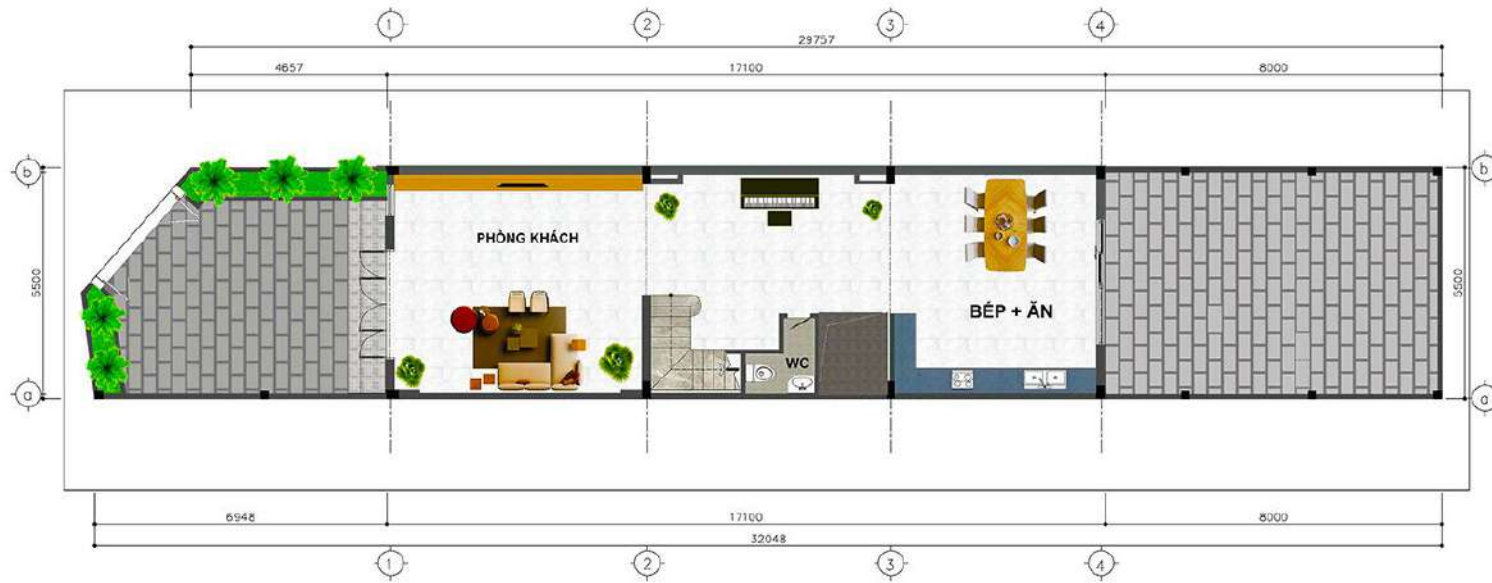 1 2 3 4
29757
4657 17100 8000
b b
PHÒNG KHÁCH
5500 5500
BÉP + ĂN
WC
a a
6948 17100 8000
32048
1 2 3 4